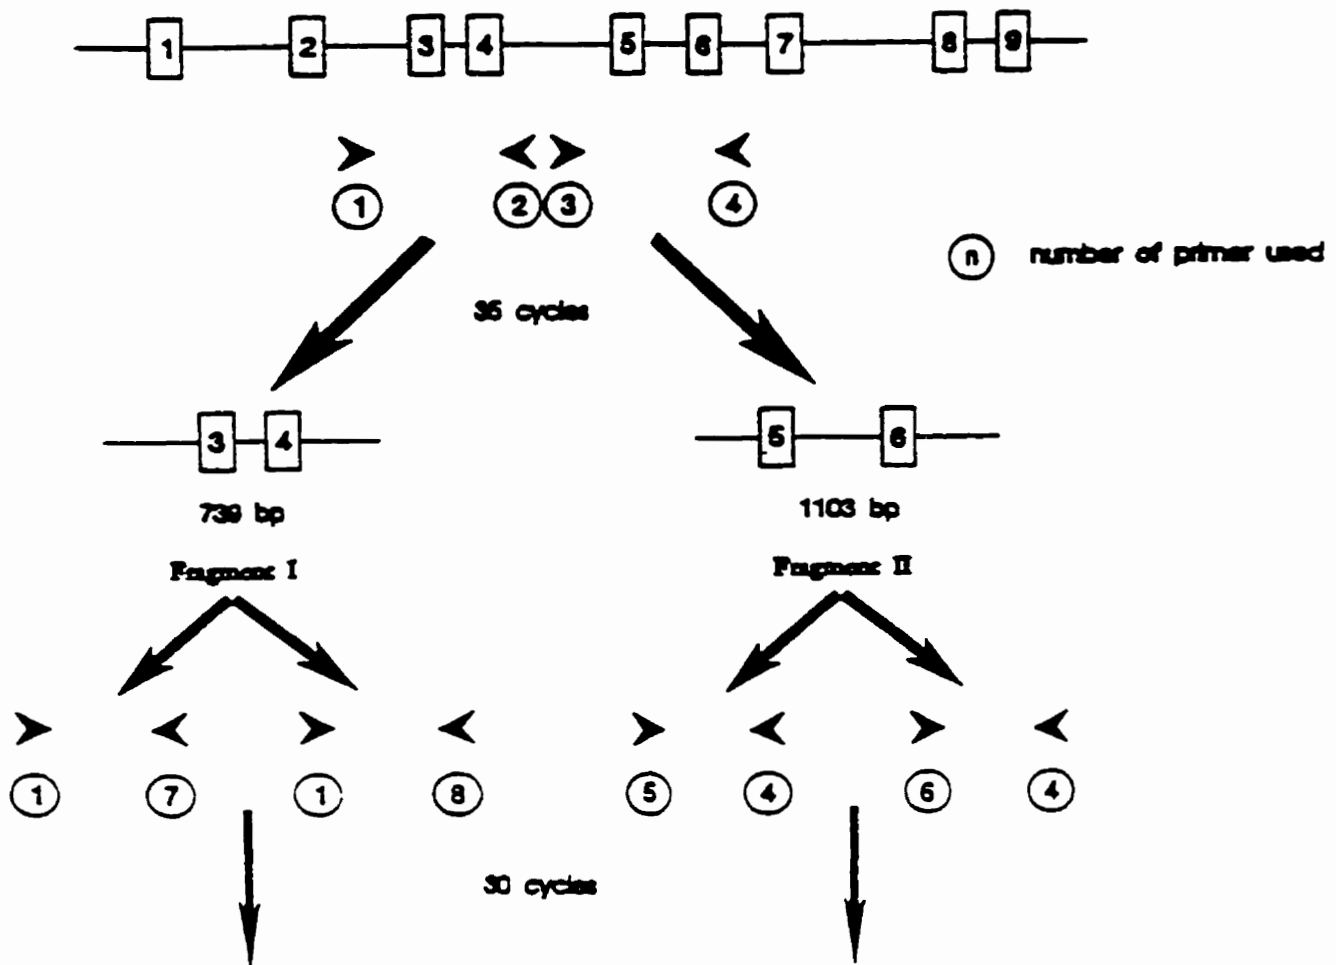 1 2 3 4 5 6 7 8 9
1 2 3 4
n number of primer used
35 cycles
3 4 5 6
739 bp 1103 bp
Fragment I Fragment II
1 7 1 8 5 4 6 4
30 cycles